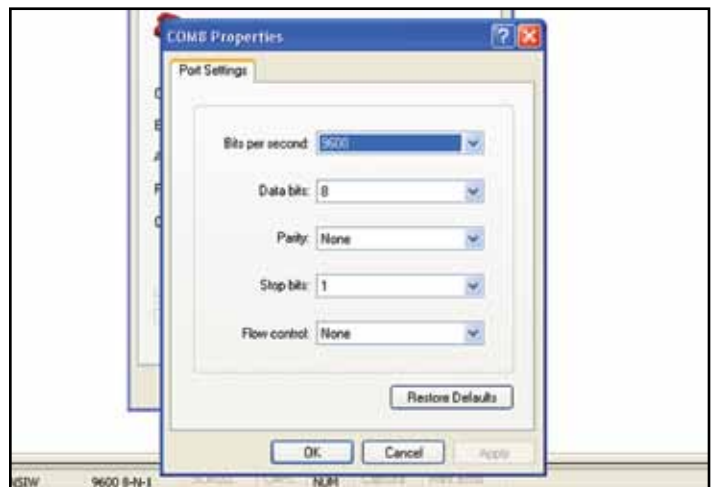 COM8 Properties
Port Settings
Bits per second: 9600
Data bits: 8
Parity: None
Stop bits: 1
Flow control: None
Restore Defaults
OK Cancel Apply
9600 8-N-1 NUM